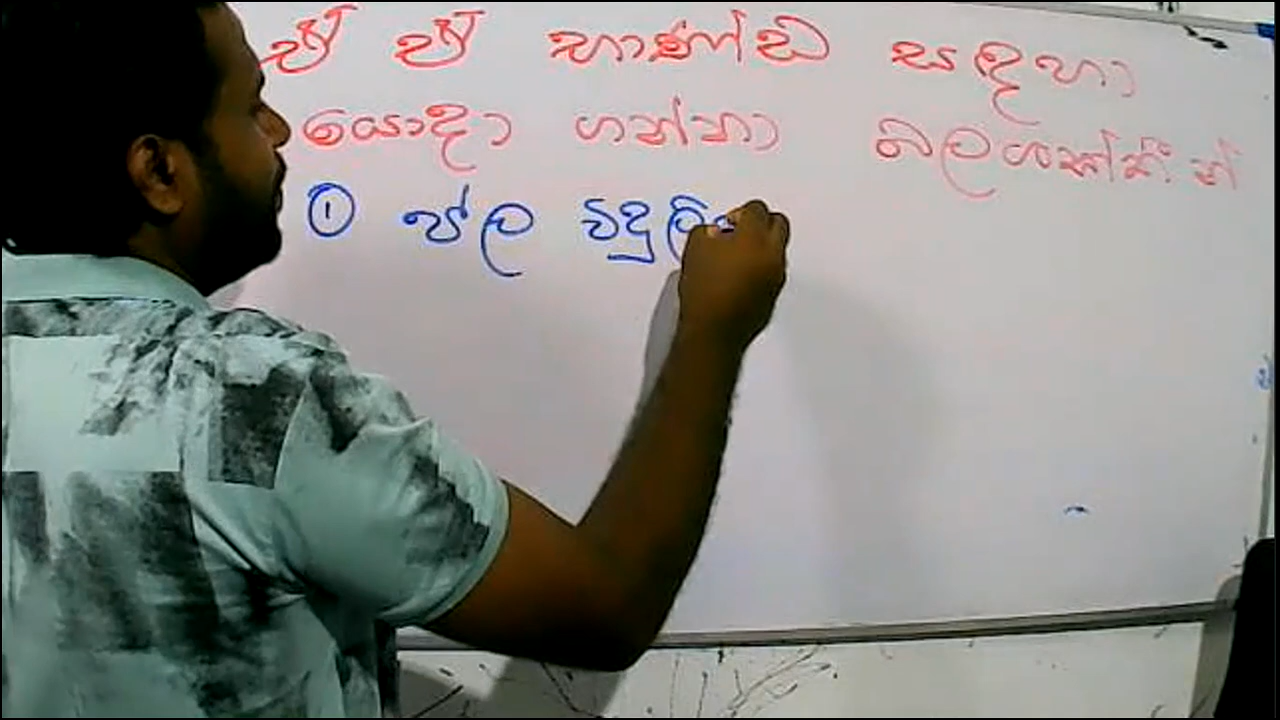 ඒ ඒ භාණ්ඩ සඳහා
යොදා ගන්නා බලශක්තීන්
① ජල විදුලි